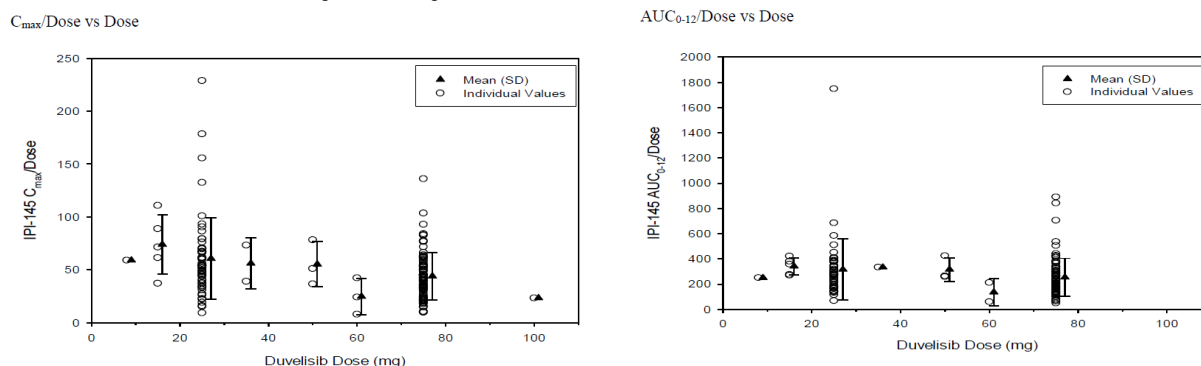 Cmax/Dose vs Dose
IPI-145 Cmax/Dose
250
200
150
100
50
0
▲ Mean (SD)
○ Individual Values
0 20 40 60 80 100
Duvelisib Dose (mg)
AUC0-12/Dose vs Dose
IPI-145 AUC0-12/Dose
2000
1800
1600
1400
1200
1000
800
600
400
200
0
▲ Mean (SD)
○ Individual Values
0 20 40 60 80 100
Duvelisib Dose (mg)